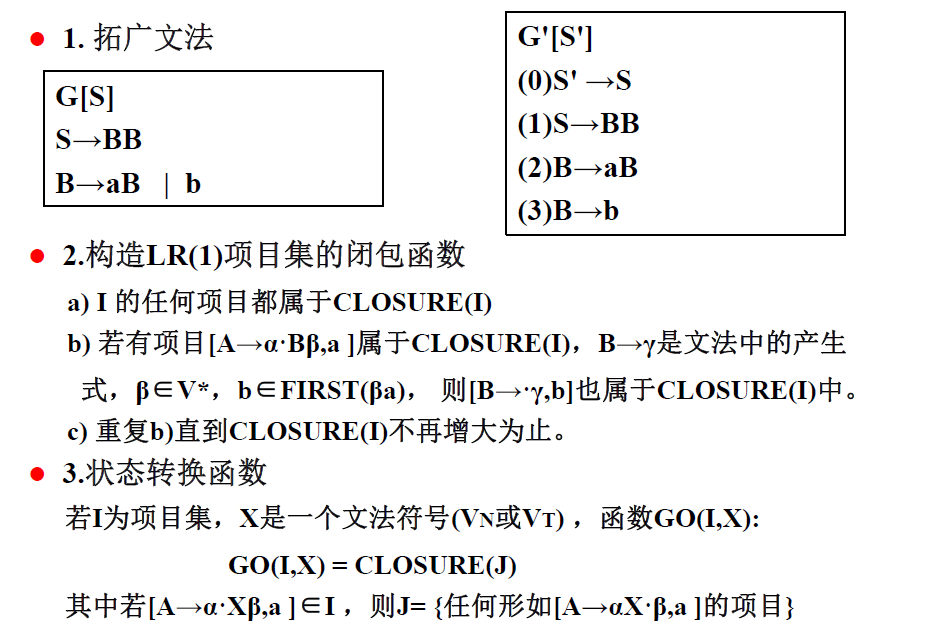 1. 拓广文法
G[S]
S→BB
B→aB | b
G'[S']
(0)S' →S
(1)S→BB
(2)B→aB
(3)B→b
2.构造LR(1)项目集的闭包函数
a) I 的任何项目都属于CLOSURE(I)
b) 若有项目[A→α·Bβ,a ]属于CLOSURE(I)，B→γ是文法中的产生
式，β∈V*，b∈FIRST(βa)， 则[B→·γ,b]也属于CLOSURE(I)中。
c) 重复b)直到CLOSURE(I)不再增大为止。
3.状态转换函数
若I为项目集，X是一个文法符号(VN或VT) ，函数GO(I,X):
GO(I,X) = CLOSURE(J)
其中若[A→α·Xβ,a ]∈I ，则J= {任何形如[A→αX·β,a ]的项目}